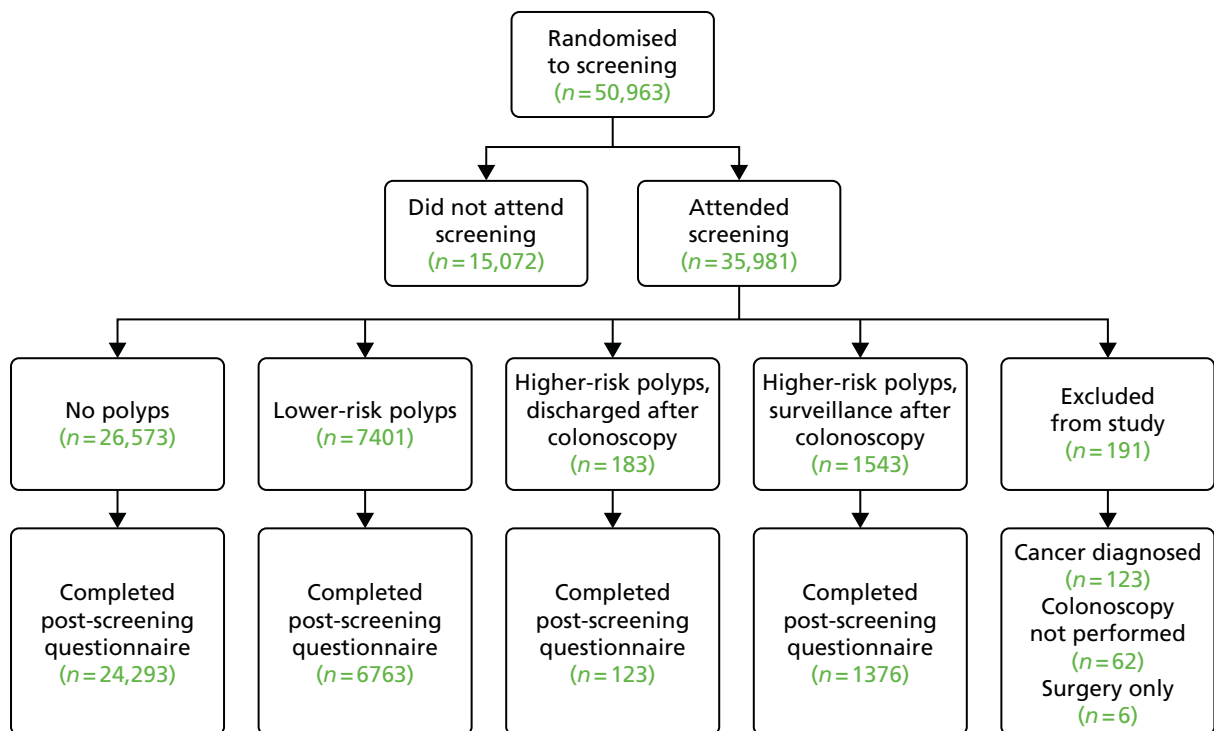 Randomised
to screening
(n=50,963)
Did not attend
screening
(n=15,072)
Attended
screening
(n=35,981)
No polyps
(n=26,573)
Lower-risk polyps
(n=7401)
Higher-risk polyps,
discharged after
colonoscopy
(n=183)
Higher-risk polyps,
surveillance after
colonoscopy
(n=1543)
Excluded
from study
(n=191)
Completed
post-screening
questionnaire
(n=24,293)
Completed
post-screening
questionnaire
(n=6763)
Completed
post-screening
questionnaire
(n=123)
Completed
post-screening
questionnaire
(n=1376)
Cancer diagnosed
(n=123)
Colonoscopy
not performed
(n=62)
Surgery only
(n=6)